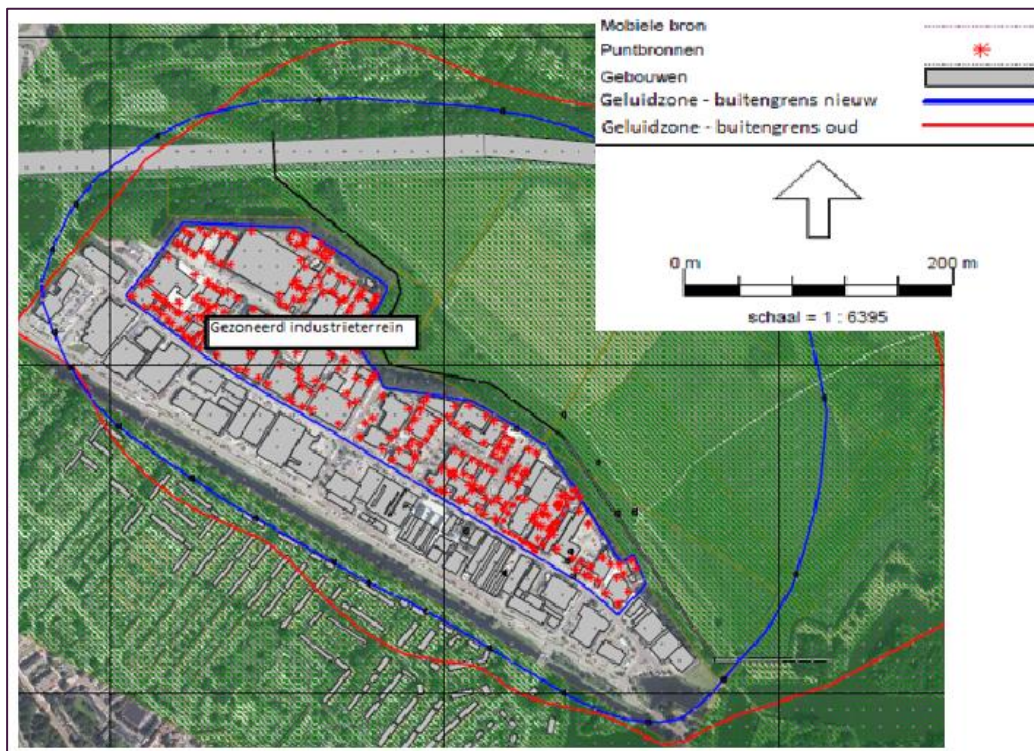 Mobiele bron
Puntbronnen
Gebouwen
Geluidzone - buitengrens nieuw
Geluidzone - buitengrens oud
0 m
200 m
schaal = 1 : 6395
Gezoneerd industrieterrein